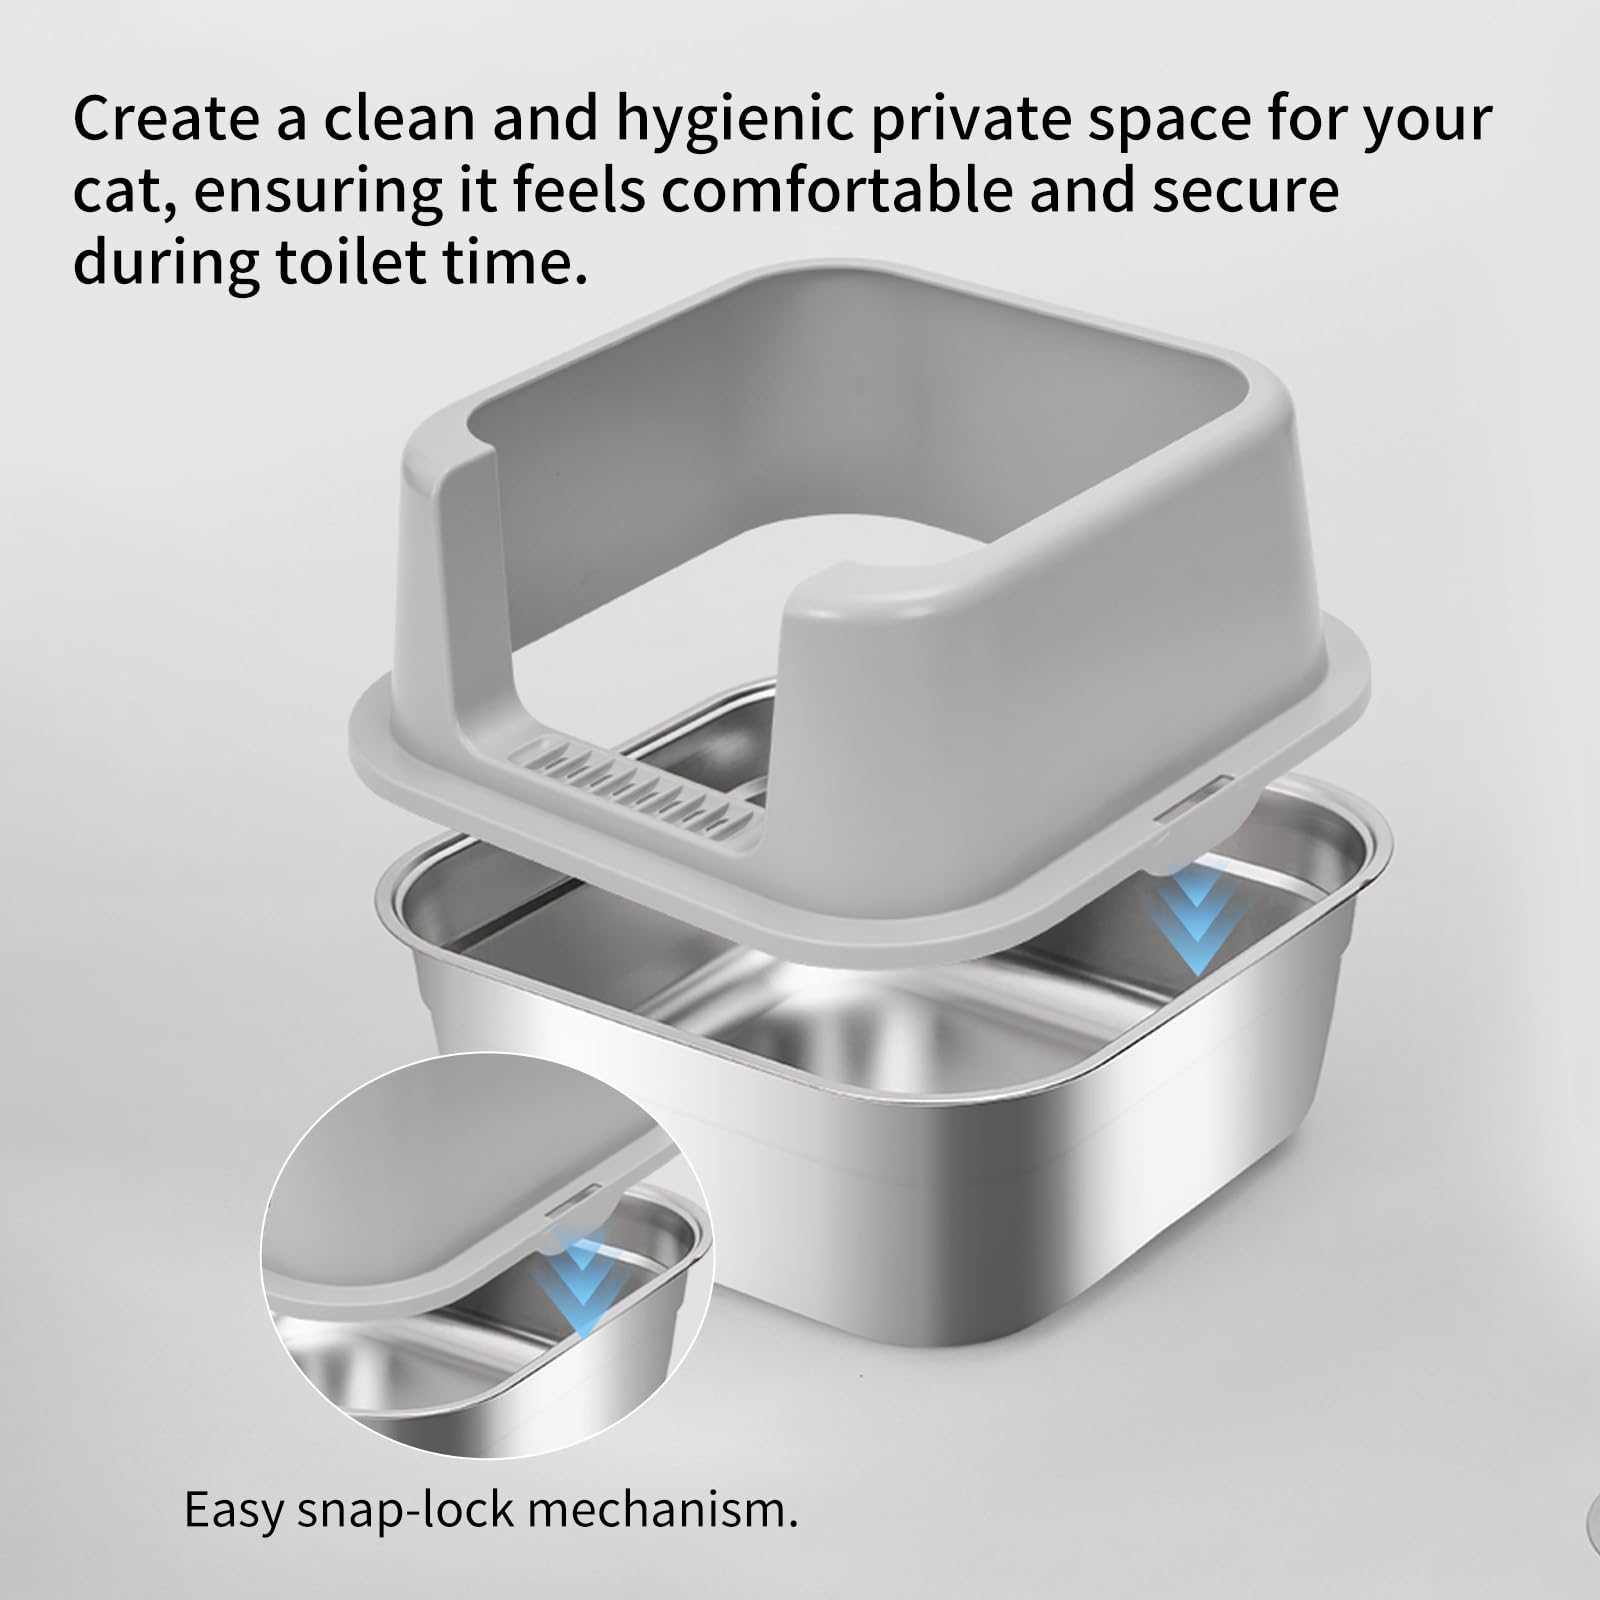 Create a clean and hygienic private space for your
cat, ensuring it feels comfortable and secure
during toilet time.
Easy snap-lock mechanism.